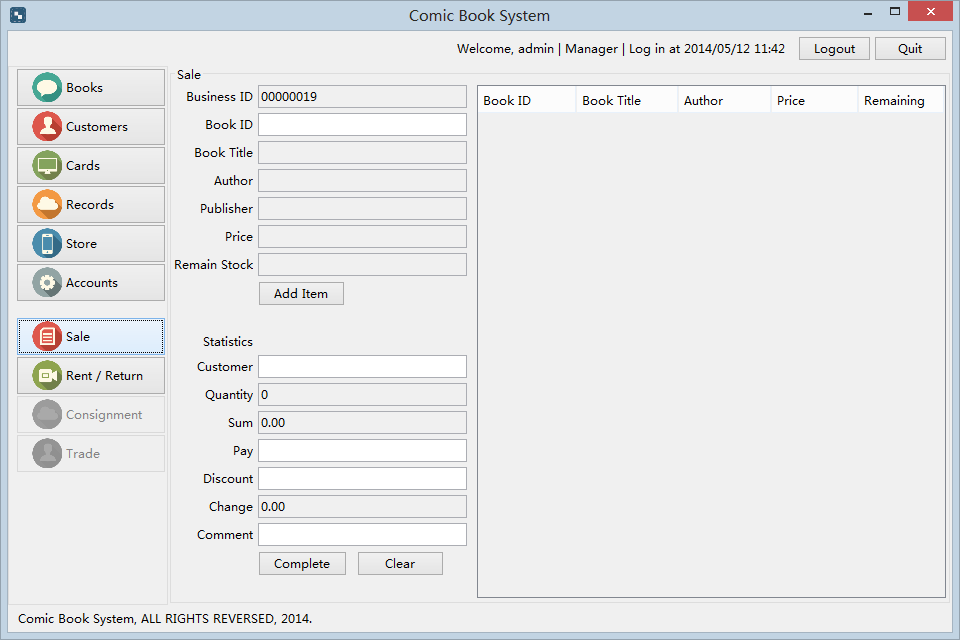 Comic Book System
Welcome, admin | Manager | Log in at 2014/05/12 11:42
Logout
Quit
Books
Customers
Cards
Records
Store
Accounts
Sale
Rent / Return
Consignment
Trade
Sale
Business ID 00000019
Book ID
Book Title
Author
Publisher
Price
Remain Stock
Add Item
Statistics
Customer
Quantity 0
Sum 0.00
Pay
Discount
Change 0.00
Comment
Complete Clear
Book ID Book Title Author Price Remaining
Comic Book System, ALL RIGHTS REVERSED, 2014.